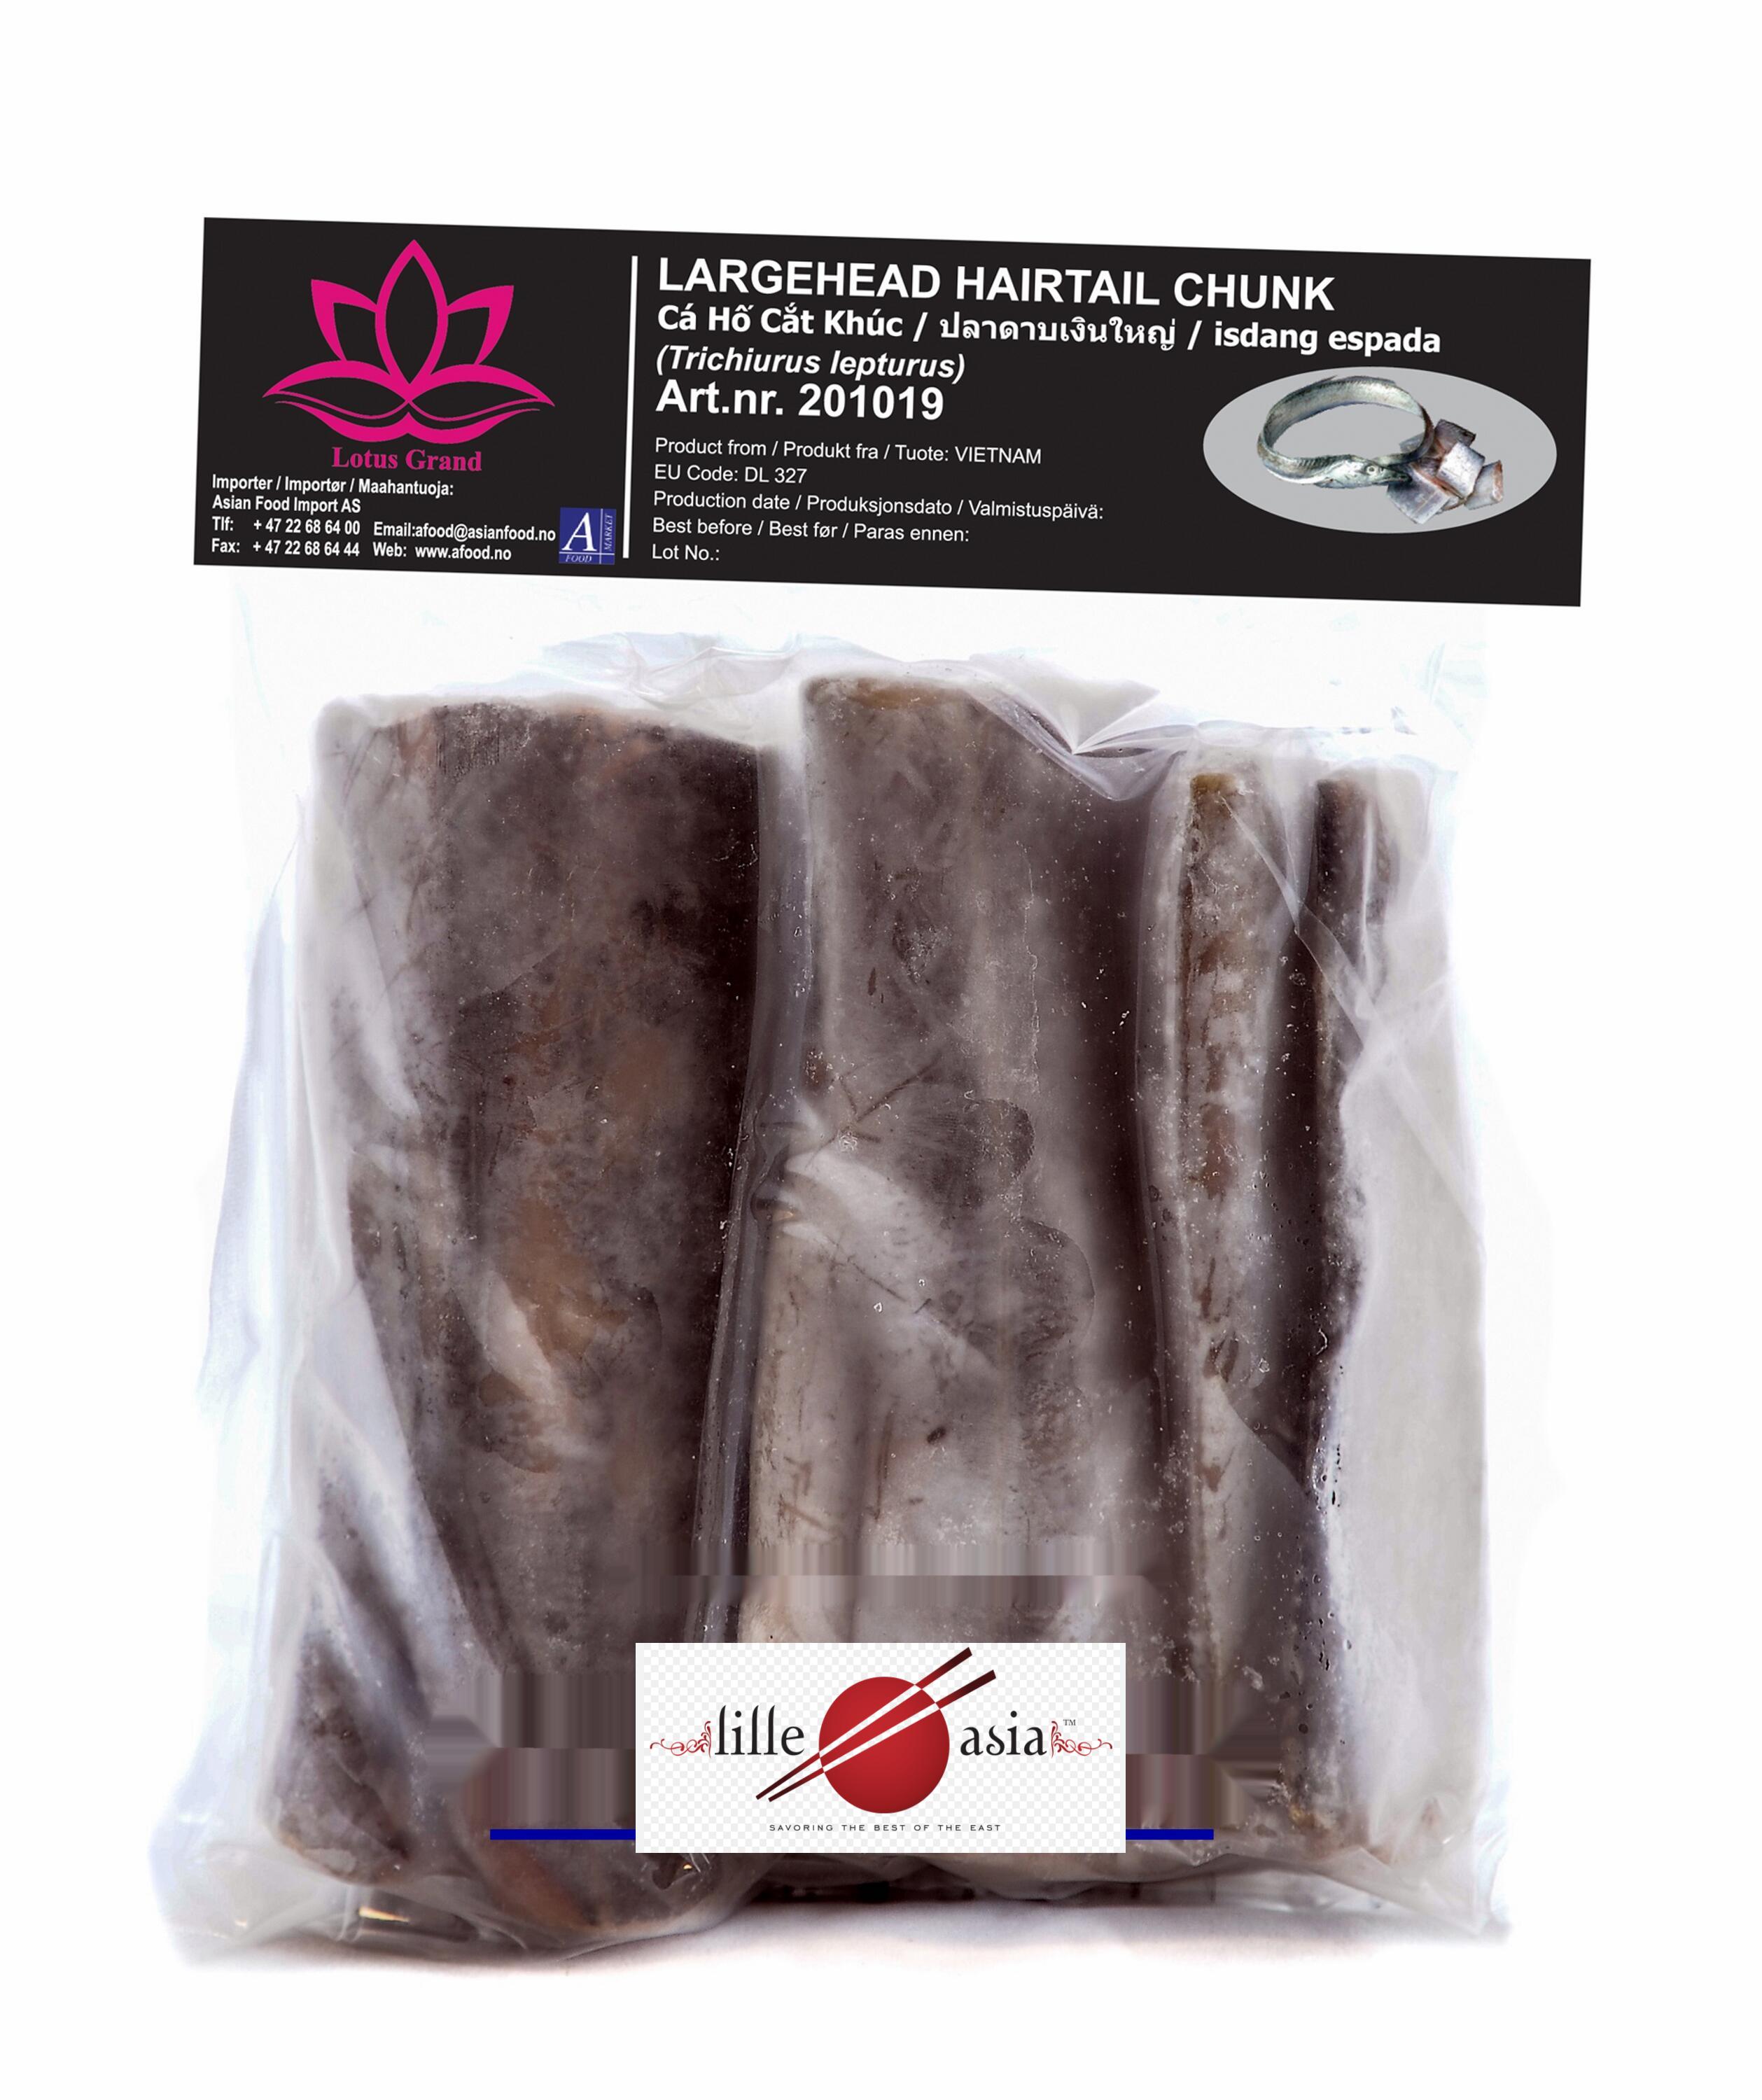 Lotus Grand
Importer / Importør / Maahantuoja:
Asian Food Import AS
Tlf: + 47 22 68 64 00 Email:afood@asianfood.no
Fax: + 47 22 68 64 44 Web: www.afood.no
A
FOOD
MARKET
LARGEHEAD HAIRTAIL CHUNK
Cá Hố Cắt Khúc / ปลาดาบเงินใหญ่ / isdang espada
(Trichiurus lepturus)
Art.nr. 201019
Product from / Produkt fra / Tuote: VIETNAM
EU Code: DL 327
Production date / Produksjonsdato / Valmistuspäivä:
Best before / Best før / Paras ennen:
Lot No.:
lille asia™
SAVORING THE BEST OF THE EAST